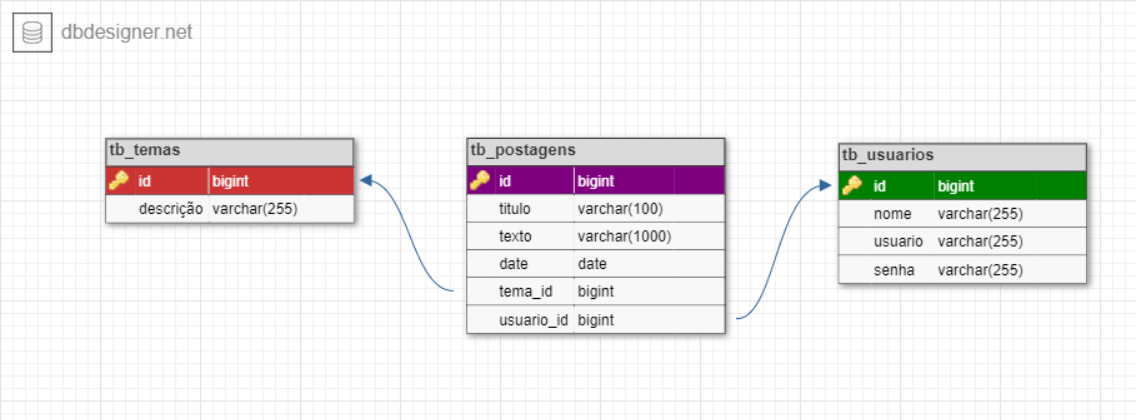 dbdesigner.net
tb_temas
id bigint
descrição varchar(255)
tb_postagens
id bigint
titulo varchar(100)
texto varchar(1000)
date date
tema_id bigint
usuario_id bigint
tb_usuarios
id bigint
nome varchar(255)
usuario varchar(255)
senha varchar(255)